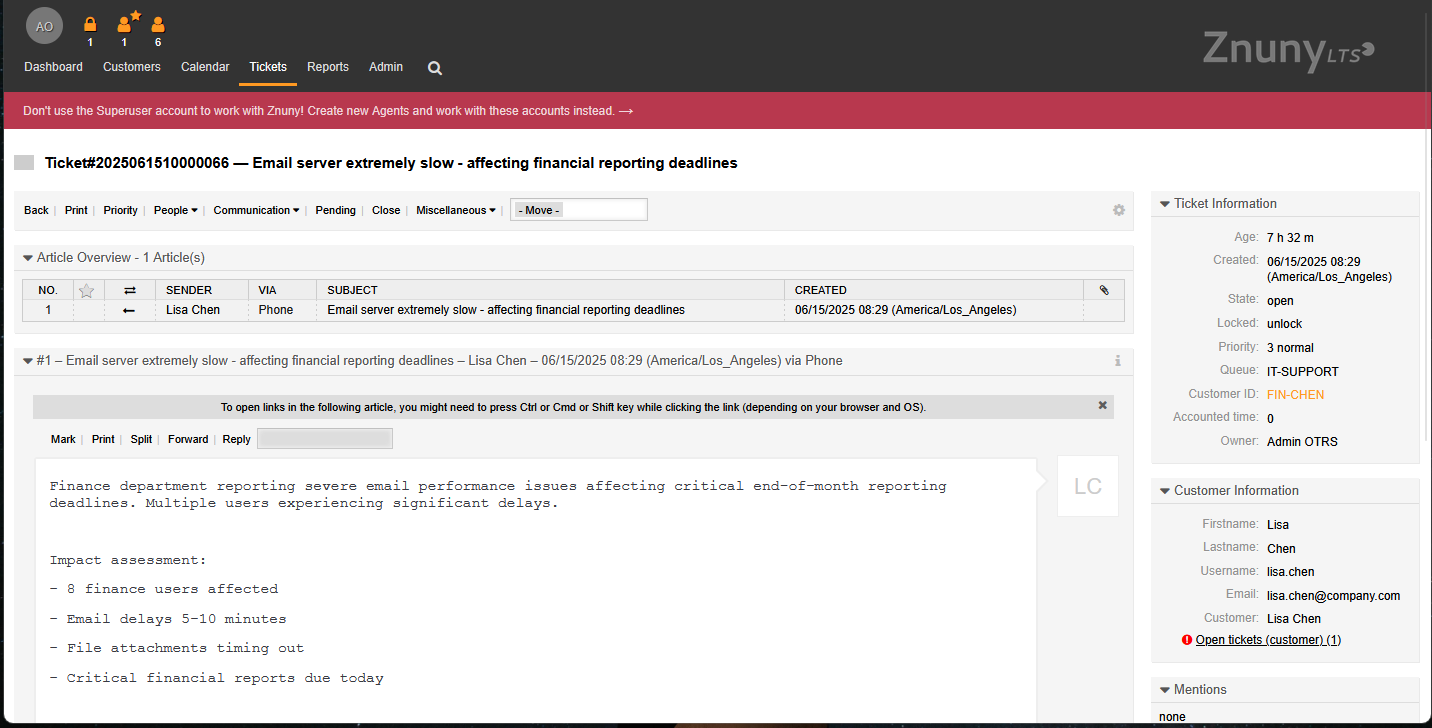 AO
1 1 6
Dashboard Customers Calendar Tickets Reports Admin
Znuny LTS
Don't use the Superuser account to work with Znuny! Create new Agents and work with these accounts instead. →
Ticket#2025061510000066 — Email server extremely slow - affecting financial reporting deadlines
Back | Print | Priority | People | Communication | Pending | Close | Miscellaneous | - Move -
Article Overview - 1 Article(s)
NO. SENDER VIA SUBJECT CREATED
1 ← Lisa Chen Phone Email server extremely slow - affecting financial reporting deadlines 06/15/2025 08:29 (America/Los_Angeles)
#1 – Email server extremely slow - affecting financial reporting deadlines – Lisa Chen – 06/15/2025 08:29 (America/Los_Angeles) via Phone
To open links in the following article, you might need to press Ctrl or Cmd or Shift key while clicking the link (depending on your browser and OS).
Mark | Print | Split | Forward | Reply
LC
Finance department reporting severe email performance issues affecting critical end-of-month reporting
deadlines. Multiple users experiencing significant delays.
Impact assessment:
- 8 finance users affected
- Email delays 5-10 minutes
- File attachments timing out
- Critical financial reports due today
Ticket Information
Age: 7 h 32 m
Created: 06/15/2025 08:29
(America/Los_Angeles)
State: open
Locked: unlock
Priority: 3 normal
Queue: IT-SUPPORT
Customer ID: FIN-CHEN
Accounted time: 0
Owner: Admin OTRS
Customer Information
Firstname: Lisa
Lastname: Chen
Username: lisa.chen
Email: lisa.chen@company.com
Customer: Lisa Chen
Open tickets (customer) (1)
Mentions
none